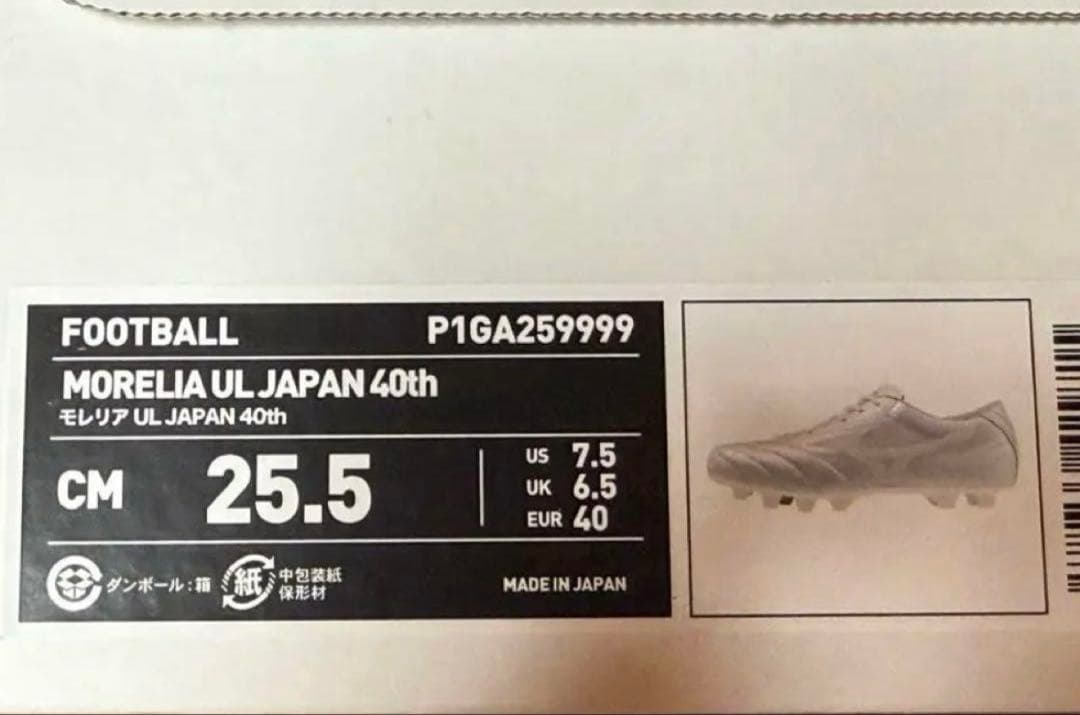 FOOTBALL P1GA259999
MORELIA UL JAPAN 40th
モレリア UL JAPAN 40th
CM 25.5
US 7.5
UK 6.5
EUR 40
ダンボール:箱
紙 中包装紙
保形材
MADE IN JAPAN